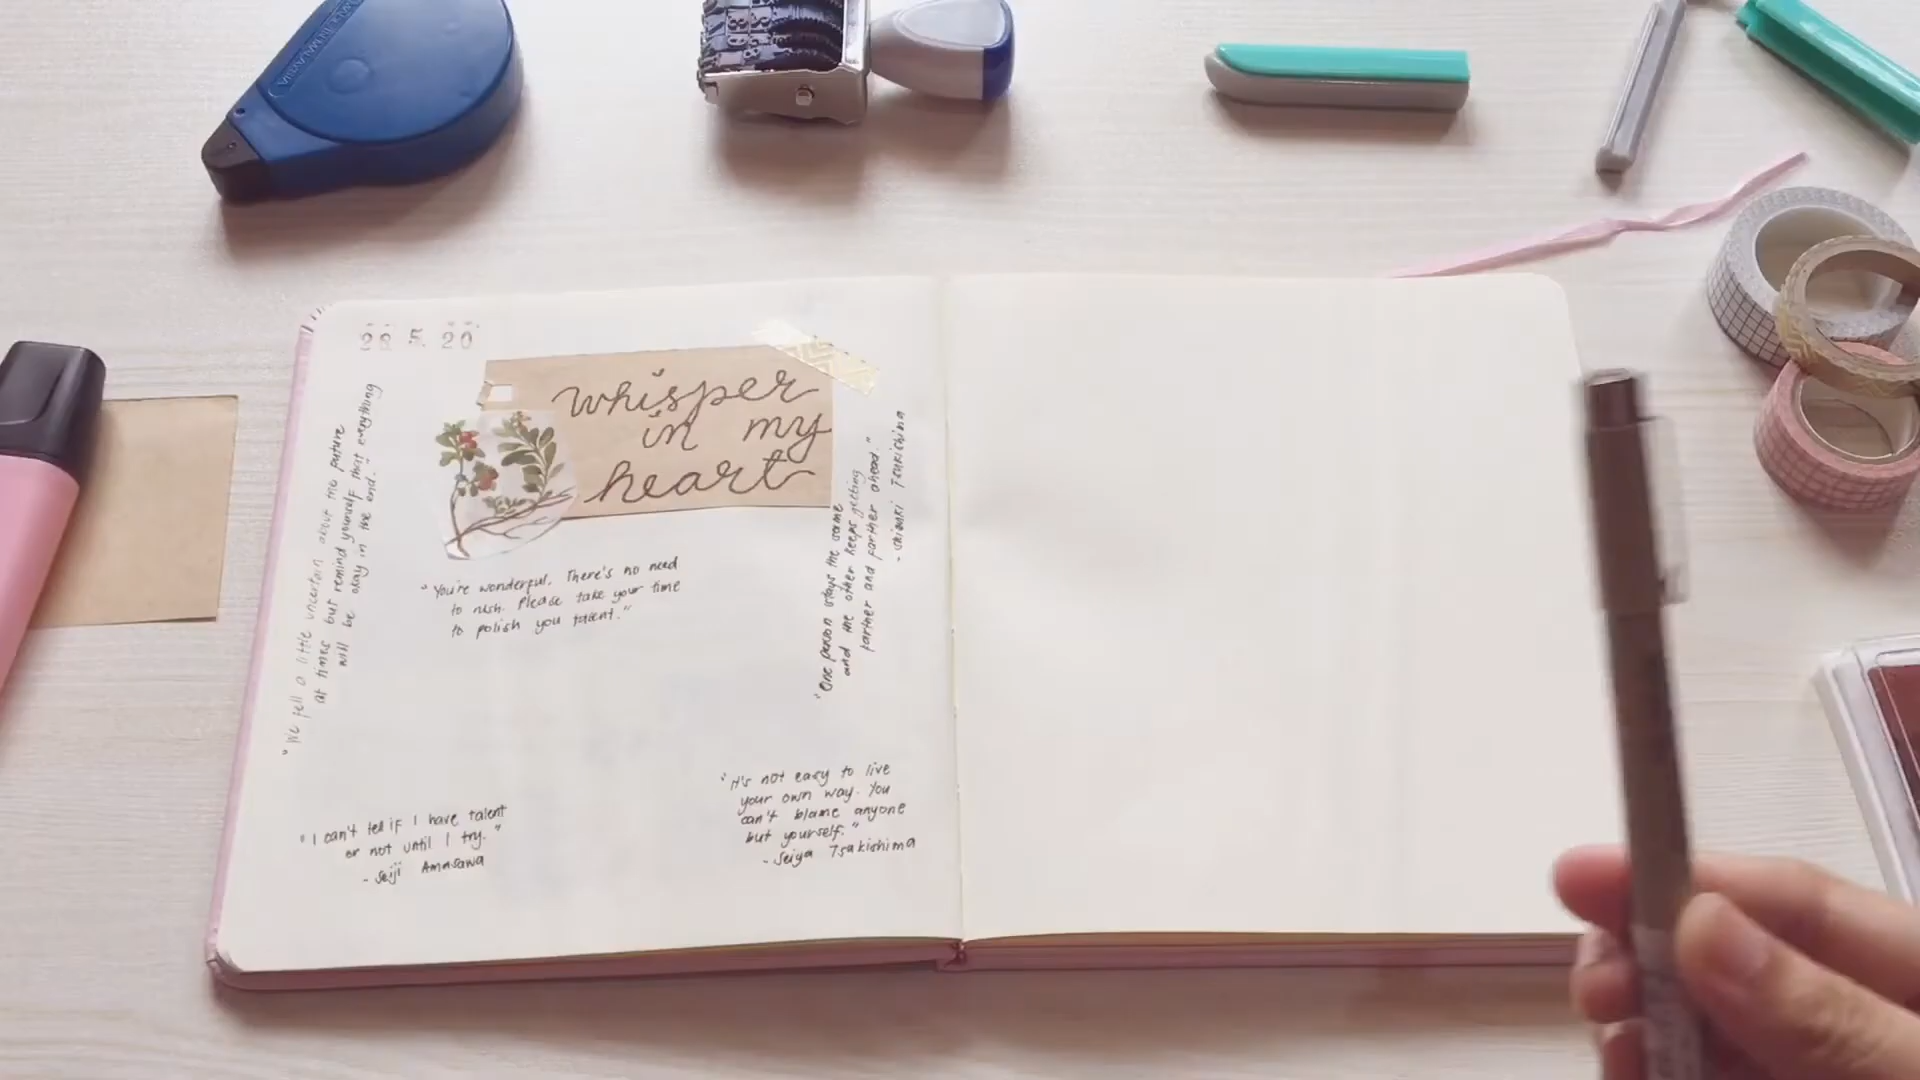 28 5. 20
whisper
in my
heart
"We fell a little uncertain about the future
at times but remind yourself that everything
will be okay in the end."
"You're wonderful. There's no need
to rush. Please take your time
to polish you talent."
"One person stays the same
and the other keeps getting
farther and farther ahead."
- Shizuki Tsukishima
"I can't tell if I have talent
or not until I try."
- Seiji Amasawa
"It's not easy to live
your own way. You
can't blame anyone
but yourself."
- Seiya Tsukishima